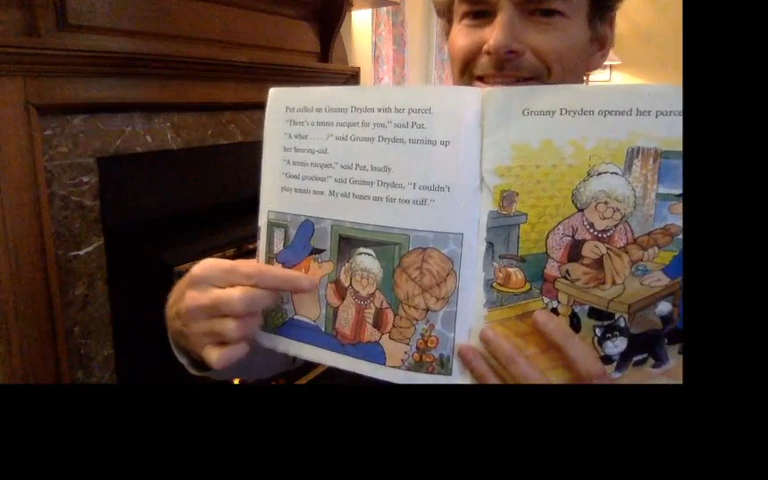 Pat called on Granny Dryden with her parcel.
"There's a tennis racquet for you," said Pat.
"A what . . . . ?" said Granny Dryden, turning up
her hearing-aid.
"A tennis racquet," said Pat, loudly.
"Good gracious!" said Granny Dryden, "I couldn't
play tennis now. My old bones are far too stiff."
Granny Dryden opened her parce